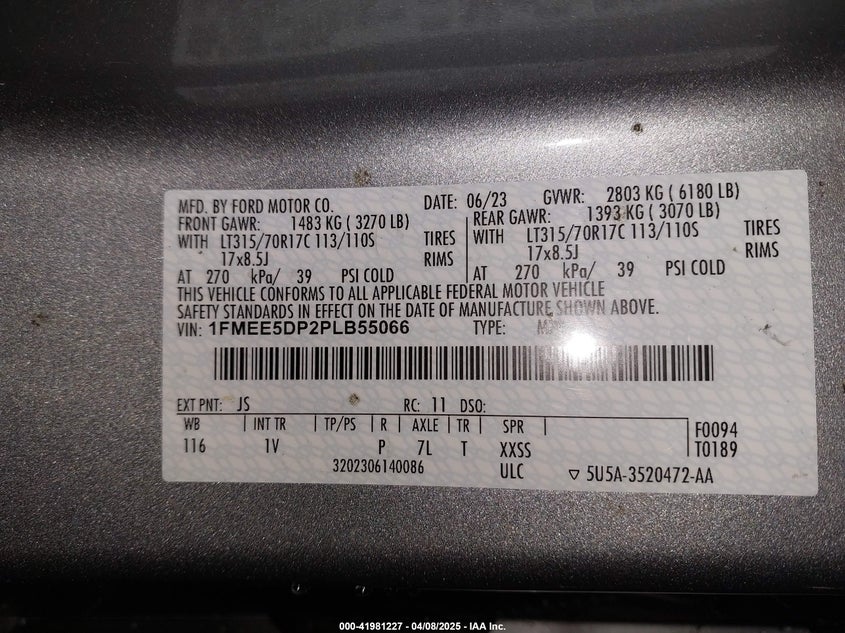 MFD. BY FORD MOTOR CO. DATE: 06/23 GVWR: 2803 KG ( 6180 LB)
FRONT GAWR: 1483 KG ( 3270 LB) REAR GAWR: 1393 KG ( 3070 LB)
WITH LT315/70R17C 113/110S TIRES WITH LT315/70R17C 113/110S TIRES
17x8.5J RIMS 17x8.5J RIMS
AT 270 kPa/ 39 PSI COLD AT 270 kPa/ 39 PSI COLD
THIS VEHICLE CONFORMS TO ALL APPLICABLE FEDERAL MOTOR VEHICLE
SAFETY STANDARDS IN EFFECT ON THE DATE OF MANUFACTURE SHOWN ABOVE.
VIN: 1FMEE5DP2PLB55066 TYPE:
EXT PNT: JS RC: 11 DSO:
WB INT TR TP/PS R AXLE TR SPR F0094
116 1V P 7L T XXSS T0189
3202306140086 ULC ▽ 5U5A-3520472-AA
000-41981227 - 04/08/2025 - IAA Inc.